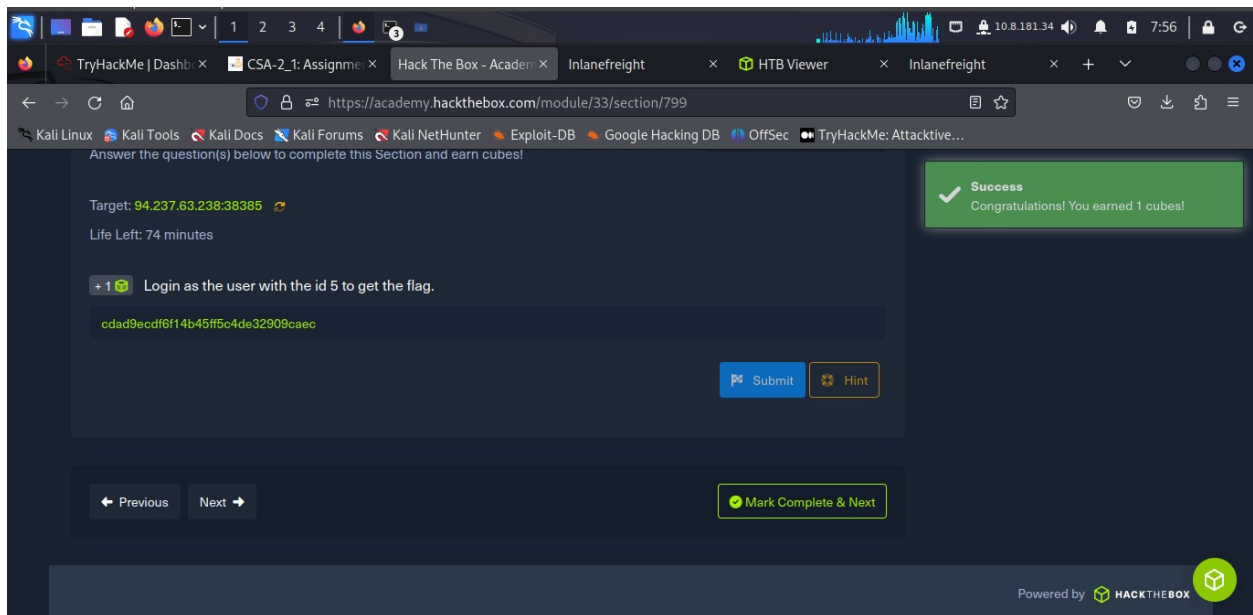 1 2 3 4 3 10.8.181.34 7:56
TryHackMe | Dashb CSA-2_1: Assignmen Hack The Box - Academ Inlanefreight HTB Viewer Inlanefreight
https://academy.hackthebox.com/module/33/section/799
Kali Linux Kali Tools Kali Docs Kali Forums Kali NetHunter Exploit-DB Google Hacking DB OffSec TryHackMe: Attacktive...
Answer the question(s) below to complete this Section and earn cubes!
Success
Congratulations! You earned 1 cubes!
Target: 94.237.63.238:38385
Life Left: 74 minutes
+ 1 Login as the user with the id 5 to get the flag.
cdad9ecdf6f14b45ff5c4de32909caec
Submit Hint
Previous Next Mark Complete & Next
Powered by HACKTHEBOX